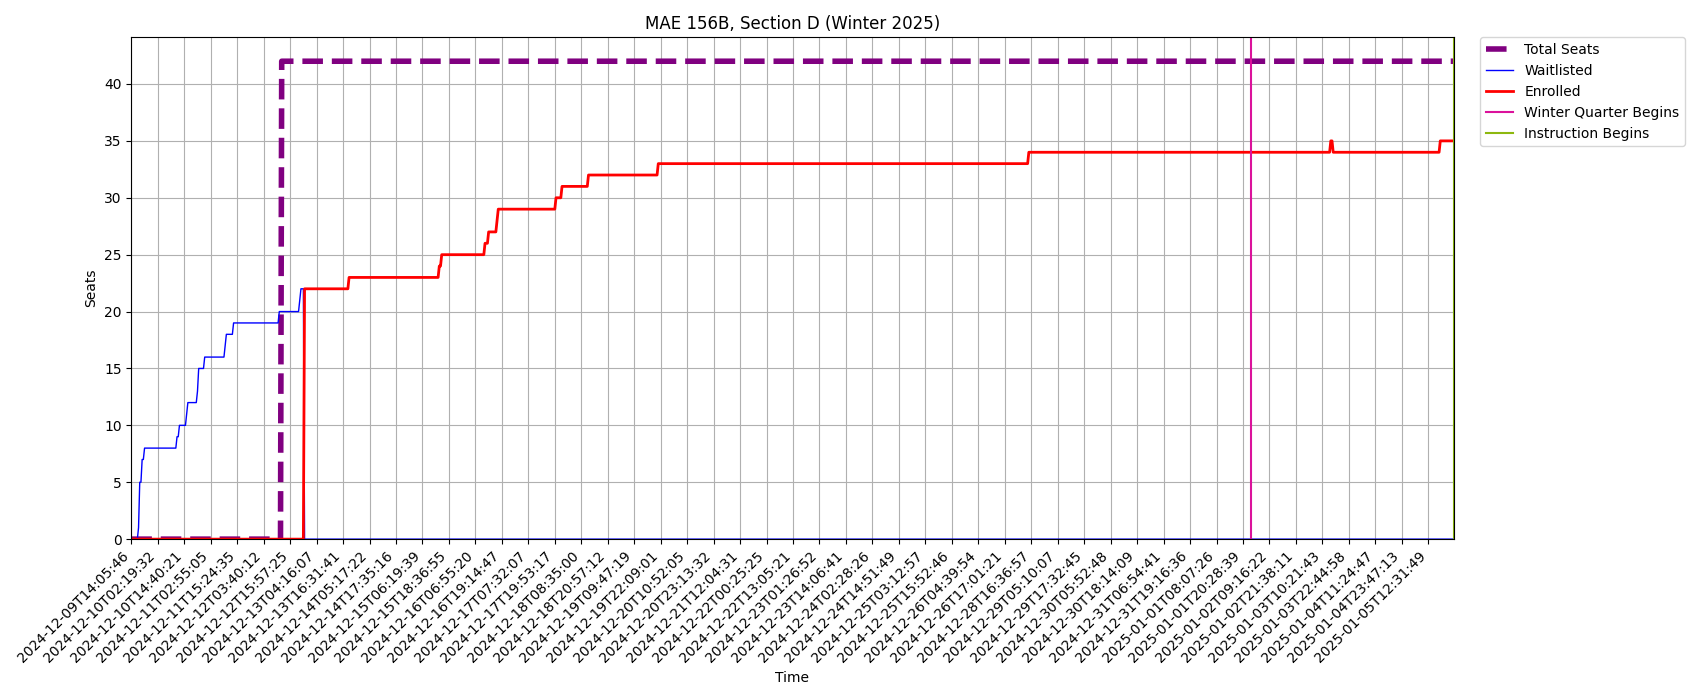 MAE 156B, Section D (Winter 2025)
Total Seats
Waitlisted
Enrolled
Winter Quarter Begins
Instruction Begins
Seats
40
35
30
25
20
15
10
5
0
2024-12-09T14:05:46
2024-12-10T02:19:32
2024-12-10T14:40:21
2024-12-11T02:55:05
2024-12-11T15:24:35
2024-12-12T03:40:12
2024-12-12T15:57:25
2024-12-13T04:16:07
2024-12-13T16:31:41
2024-12-14T05:17:22
2024-12-14T17:35:16
2024-12-15T06:19:39
2024-12-15T18:36:55
2024-12-16T06:55:20
2024-12-16T19:14:47
2024-12-17T07:32:07
2024-12-17T19:53:17
2024-12-18T08:35:00
2024-12-18T20:57:12
2024-12-19T09:47:19
2024-12-19T22:09:01
2024-12-20T10:52:05
2024-12-20T23:13:32
2024-12-21T12:04:31
2024-12-22T00:25:25
2024-12-22T13:05:21
2024-12-23T01:26:52
2024-12-23T14:06:41
2024-12-24T02:28:26
2024-12-24T14:51:49
2024-12-25T03:12:57
2024-12-25T15:52:46
2024-12-26T04:39:54
2024-12-28T17:01:21
2024-12-28T16:36:57
2024-12-29T05:10:07
2024-12-29T17:32:45
2024-12-30T05:52:48
2024-12-30T18:14:09
2024-12-31T06:54:41
2024-12-31T19:16:36
2025-01-01T08:07:26
2025-01-01T20:28:39
2025-01-02T09:16:22
2025-01-02T21:38:11
2025-01-03T10:21:43
2025-01-03T22:44:58
2025-01-04T11:24:47
2025-01-04T23:47:13
2025-01-05T12:31:49
Time